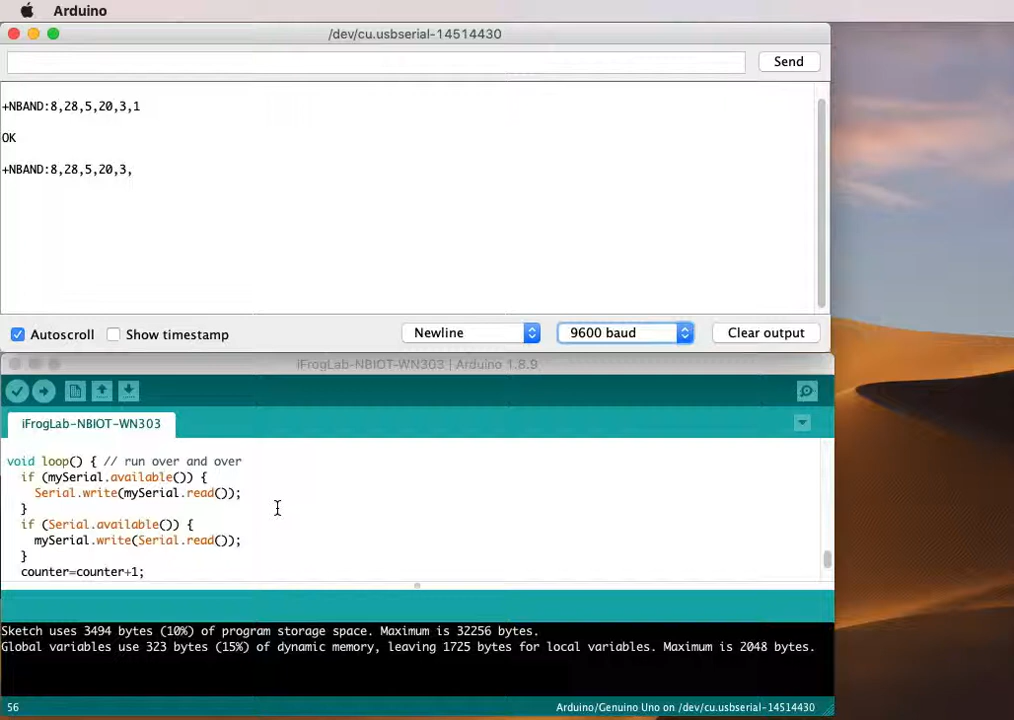 Arduino
/dev/cu.usbserial-14514430
Send
+NBAND:8,28,5,20,3,1
OK
+NBAND:8,28,5,20,3,
Autoscroll
Show timestamp
Newline
9600 baud
Clear output
iFrogLab-NBIOT-WN303 | Arduino 1.8.9
iFrogLab-NBIOT-WN303
void loop() { // run over and over
  if (mySerial.available()) {
    Serial.write(mySerial.read());
  }
  if (Serial.available()) {
    mySerial.write(Serial.read());
  }
  counter=counter+1;
Sketch uses 3494 bytes (10%) of program storage space. Maximum is 32256 bytes.
Global variables use 323 bytes (15%) of dynamic memory, leaving 1725 bytes for local variables. Maximum is 2048 bytes.
56
Arduino/Genuino Uno on /dev/cu.usbserial-14514430